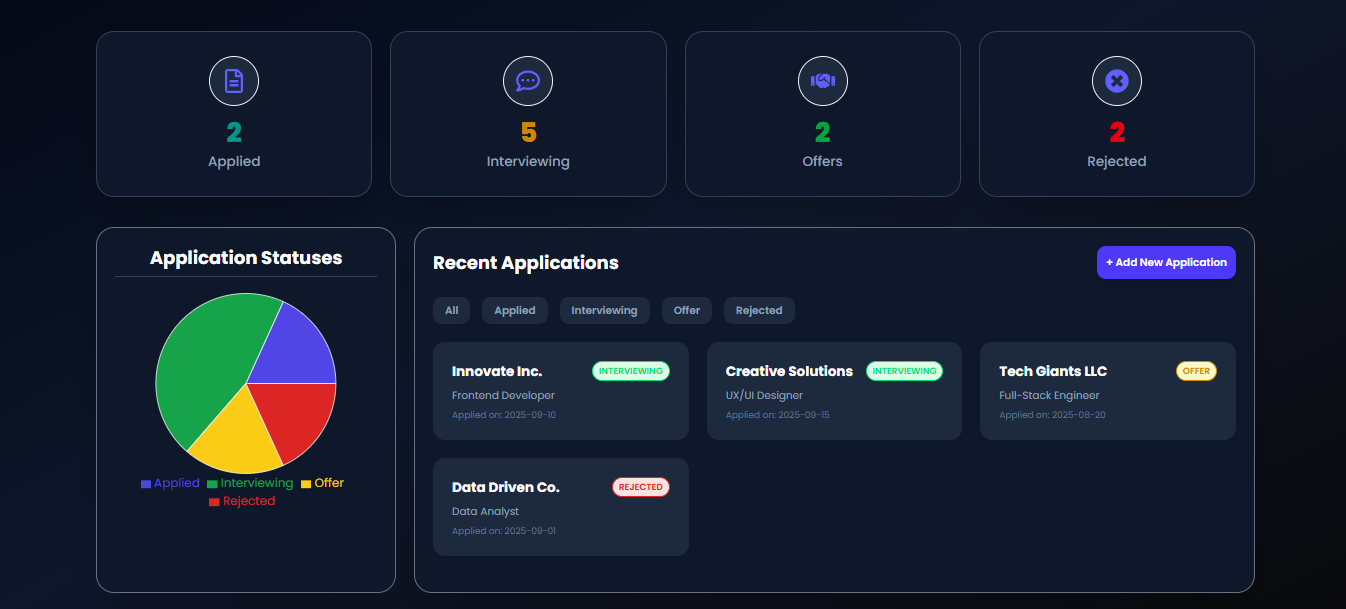 2
Applied
5
Interviewing
2
Offers
2
Rejected
Application Statuses
Applied Interviewing Offer
Rejected
Recent Applications
+ Add New Application
All Applied Interviewing Offer Rejected
Innovate Inc. INTERVIEWING
Frontend Developer
Applied on: 2025-09-10
Creative Solutions INTERVIEWING
UX/UI Designer
Applied on: 2025-09-15
Tech Giants LLC OFFER
Full-Stack Engineer
Applied on: 2025-08-20
Data Driven Co. REJECTED
Data Analyst
Applied on: 2025-09-01